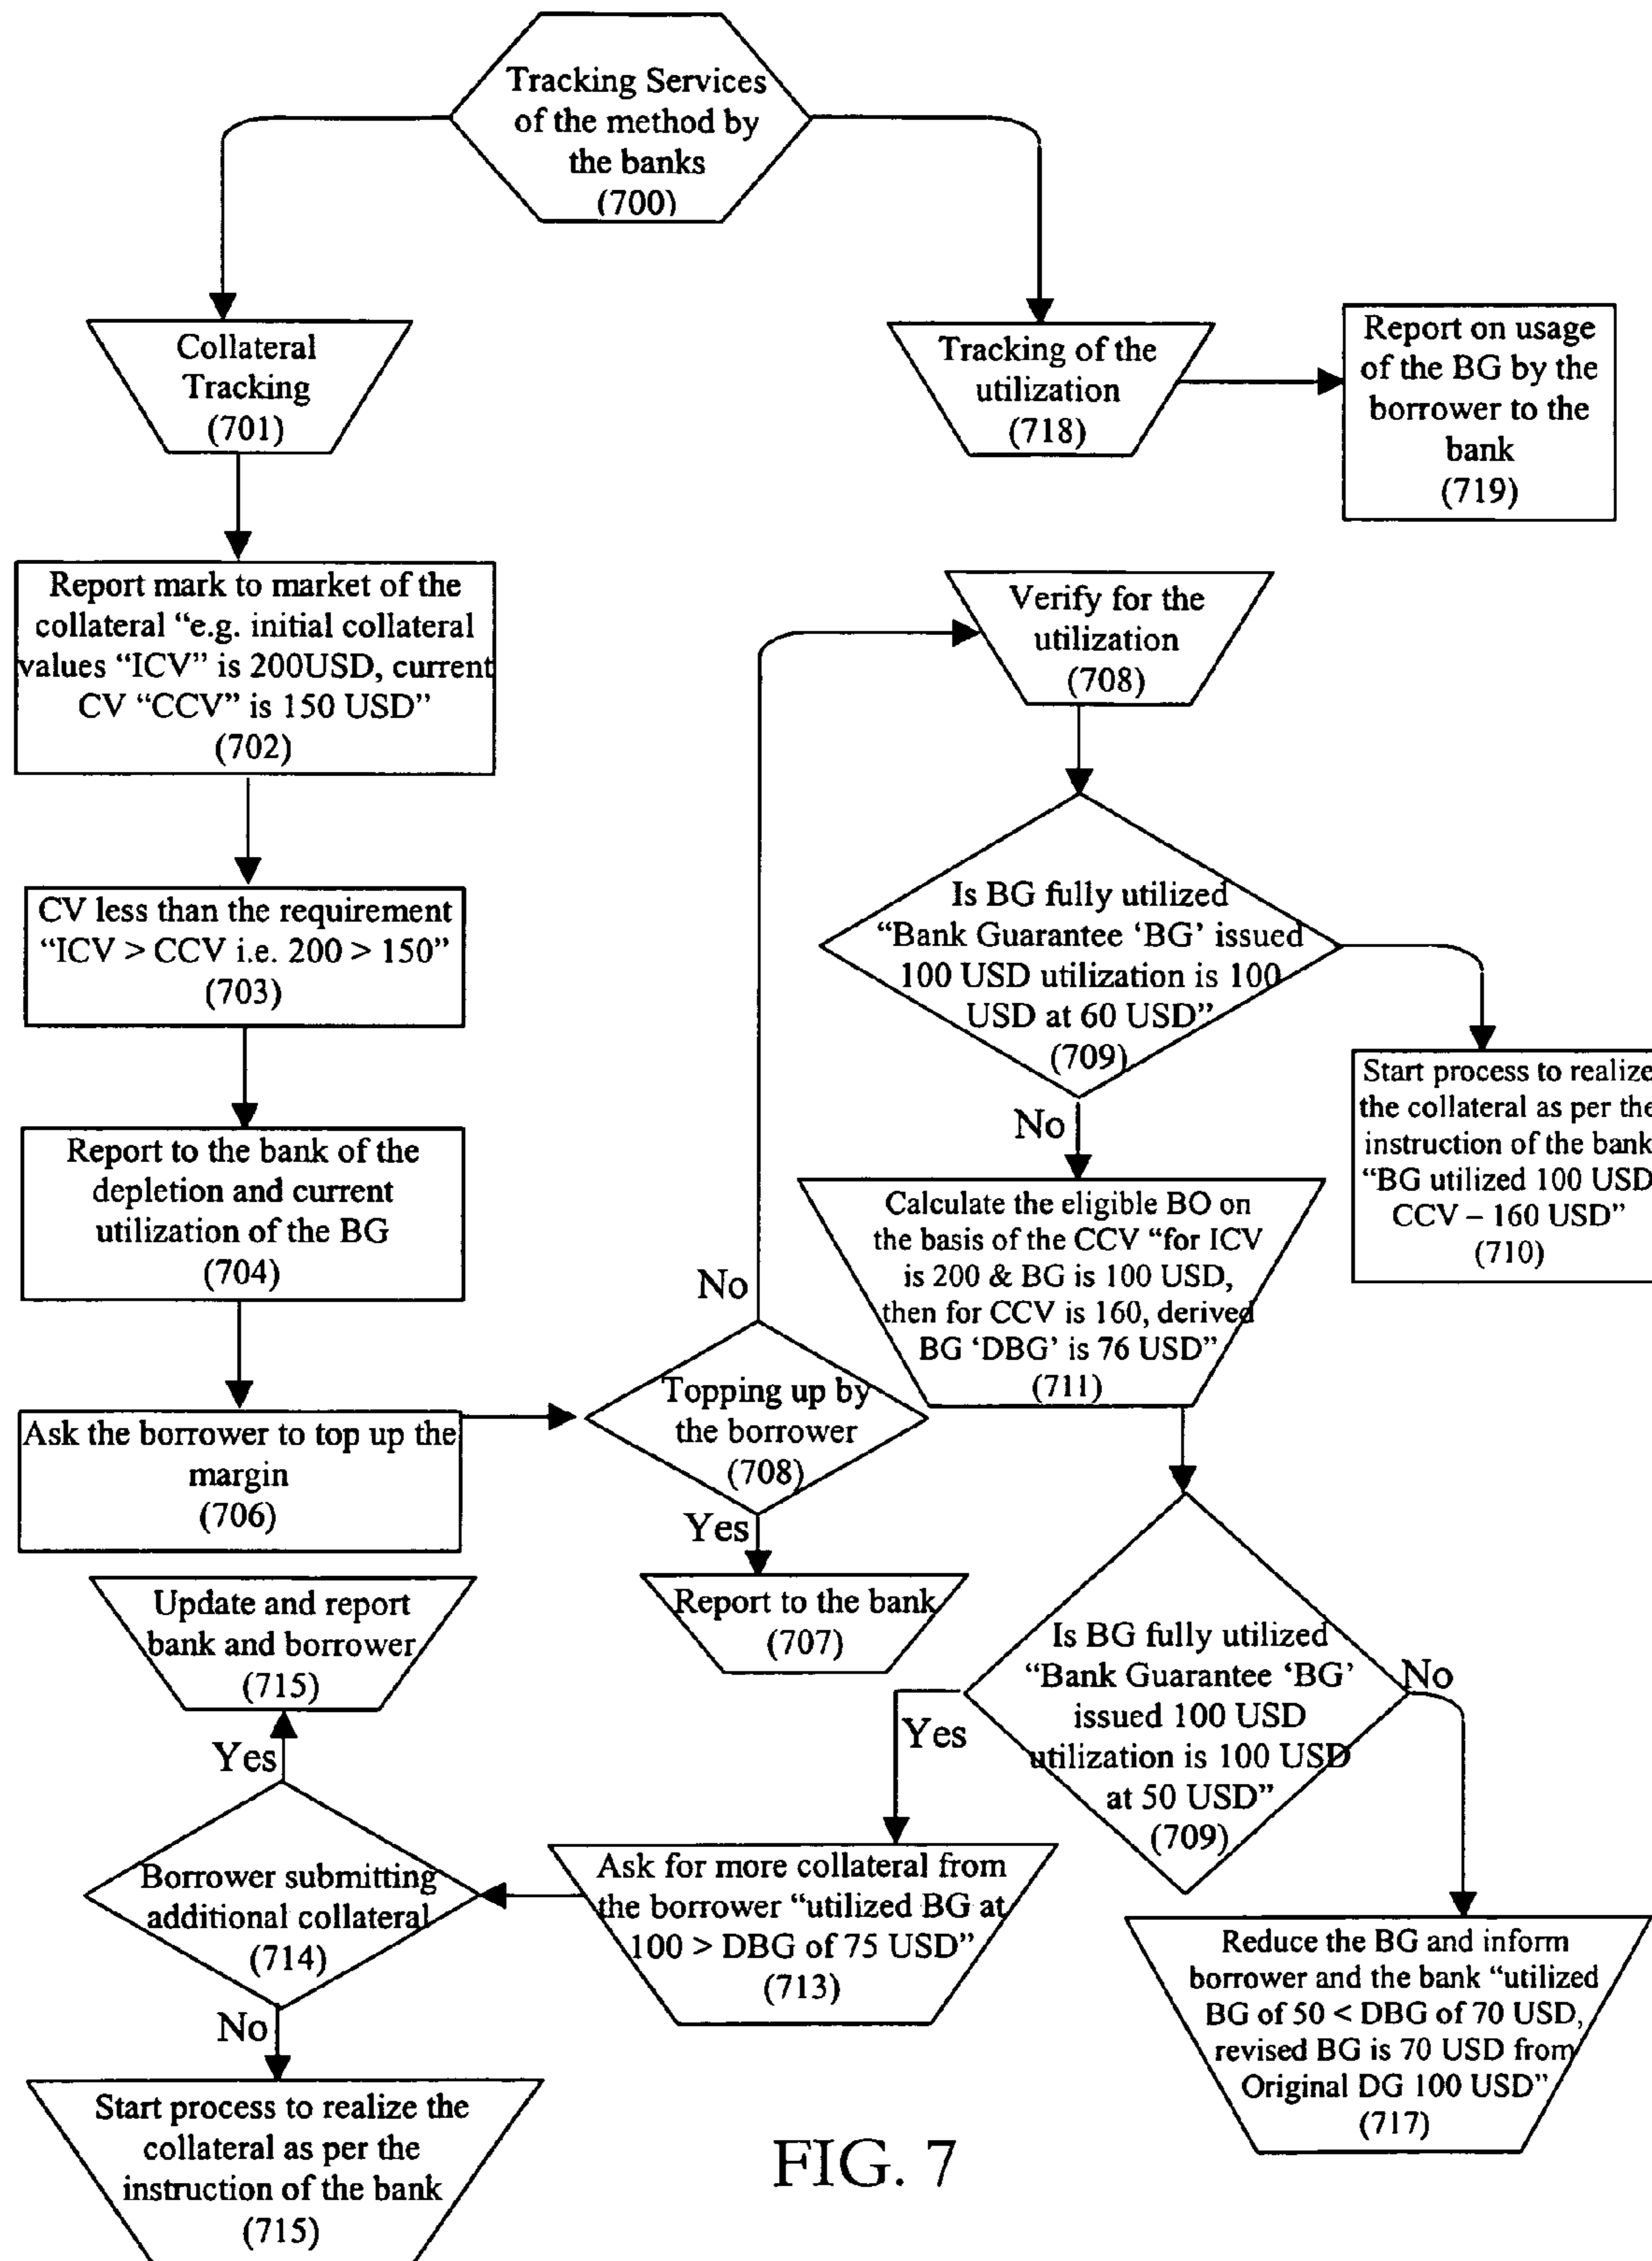 Tracking Services
of the method by
the banks
(700)
Collateral
Tracking
(701)
Tracking of the
utilization
(718)
Report on usage
of the BG by the
borrower to the
bank
(719)
Report mark to market of the
collateral “e.g. initial collateral
values “ICV” is 200USD, current
CV “CCV” is 150 USD”
(702)
Verify for the
utilization
(708)
CV less than the requirement
“ICV > CCV i.e. 200 > 150”
(703)
Is BG fully utilized
“Bank Guarantee ‘BG’ issued
100 USD utilization is 100
USD at 60 USD”
(709)
No
Start process to realize
the collateral as per the
instruction of the bank
“BG utilized 100 USD
CCV – 160 USD”
(710)
Report to the bank of the
depletion and current
utilization of the BG
(704)
No
Calculate the eligible BO on
the basis of the CCV “for ICV
is 200 & BG is 100 USD,
then for CCV is 160, derived
BG ‘DBG’ is 76 USD”
(711)
Ask the borrower to top up the
margin
(706)
Topping up by
the borrower
(708)
Yes
Report to the bank
(707)
Update and report
bank and borrower
(715)
Yes
Is BG fully utilized
“Bank Guarantee ‘BG’
issued 100 USD
utilization is 100 USD
at 50 USD”
(709)
No
Yes
Borrower submitting
additional collateral
(714)
Ask for more collateral from
the borrower “utilized BG at
100 > DBG of 75 USD”
(713)
Reduce the BG and inform
borrower and the bank “utilized
BG of 50 < DBG of 70 USD,
revised BG is 70 USD from
Original DG 100 USD”
(717)
No
Start process to realize the
collateral as per the
instruction of the bank
(715)
FIG. 7